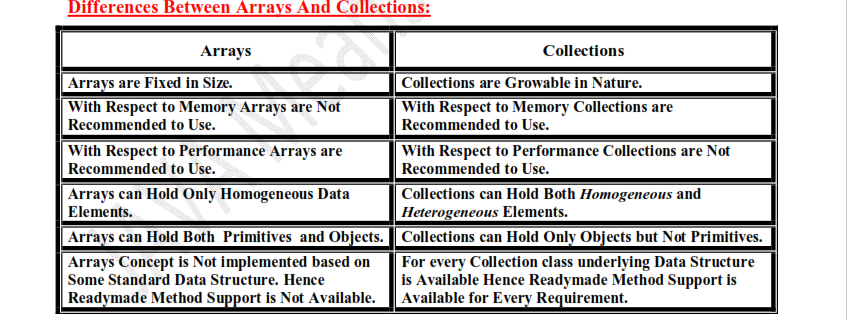 Differences Between Arrays And Collections:
Arrays
Collections
Arrays are Fixed in Size.
Collections are Growable in Nature.
With Respect to Memory Arrays are Not
Recommended to Use.
With Respect to Memory Collections are
Recommended to Use.
With Respect to Performance Arrays are
Recommended to Use.
With Respect to Performance Collections are Not
Recommended to Use.
Arrays can Hold Only Homogeneous Data
Elements.
Collections can Hold Both Homogeneous and
Heterogeneous Elements.
Arrays can Hold Both Primitives and Objects.
Collections can Hold Only Objects but Not Primitives.
Arrays Concept is Not implemented based on
Some Standard Data Structure. Hence
Readymade Method Support is Not Available.
For every Collection class underlying Data Structure
is Available Hence Readymade Method Support is
Available for Every Requirement.